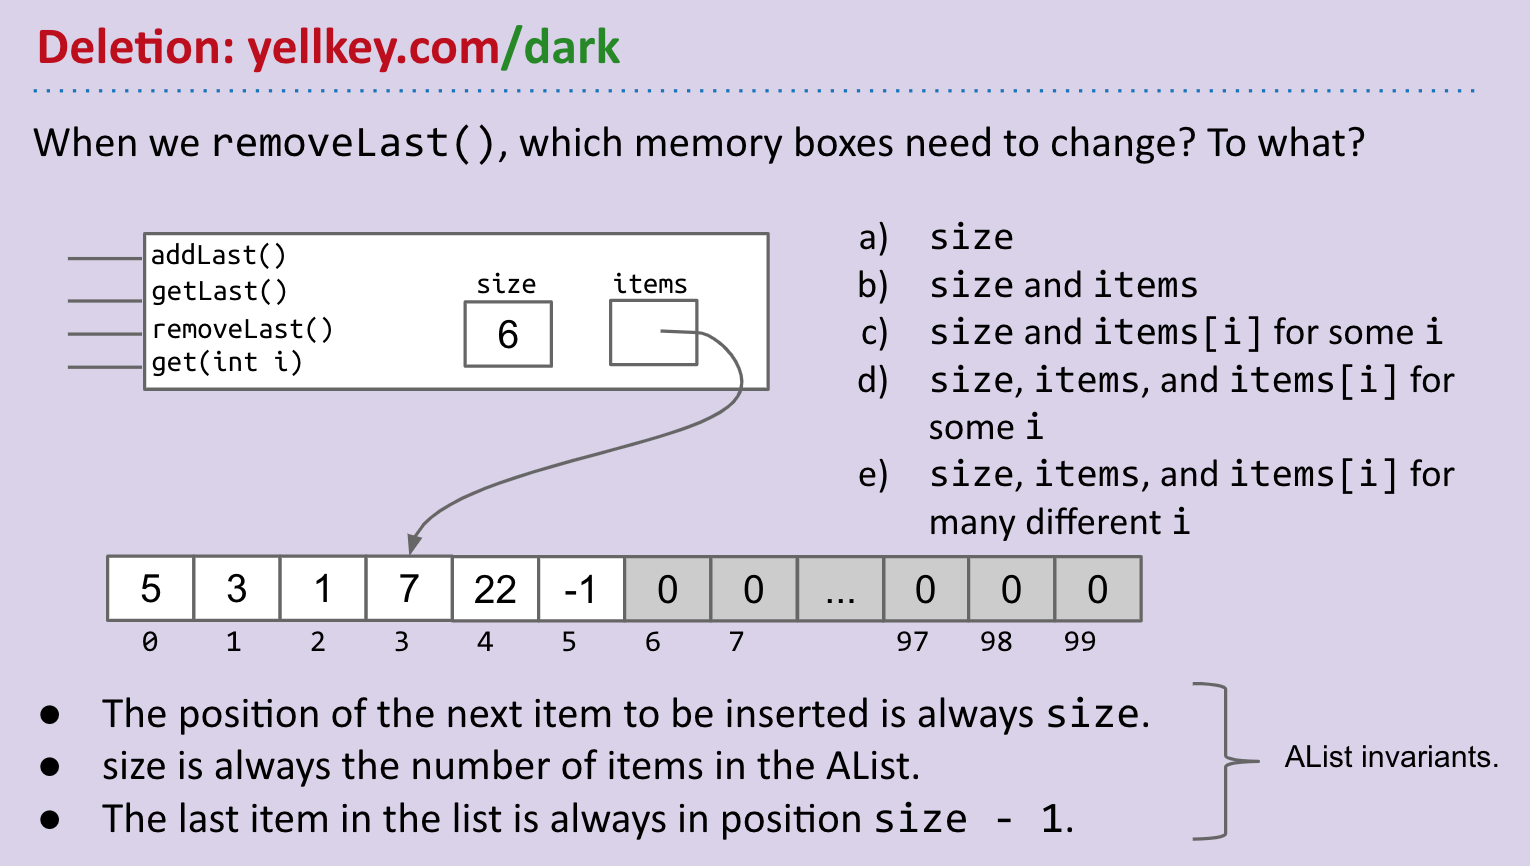 Deletion: yellkey.com/dark
When we removeLast(), which memory boxes need to change? To what?
addLast()
getLast()
removeLast()
get(int i)
size
items
6
a) size
b) size and items
c) size and items[i] for some i
d) size, items, and items[i] for
some i
e) size, items, and items[i] for
many different i
5 3 1 7 22 -1 0 0 ... 0 0 0
0 1 2 3 4 5 6 7 97 98 99
● The position of the next item to be inserted is always size.
● size is always the number of items in the AList.
● The last item in the list is always in position size - 1.
AList invariants.